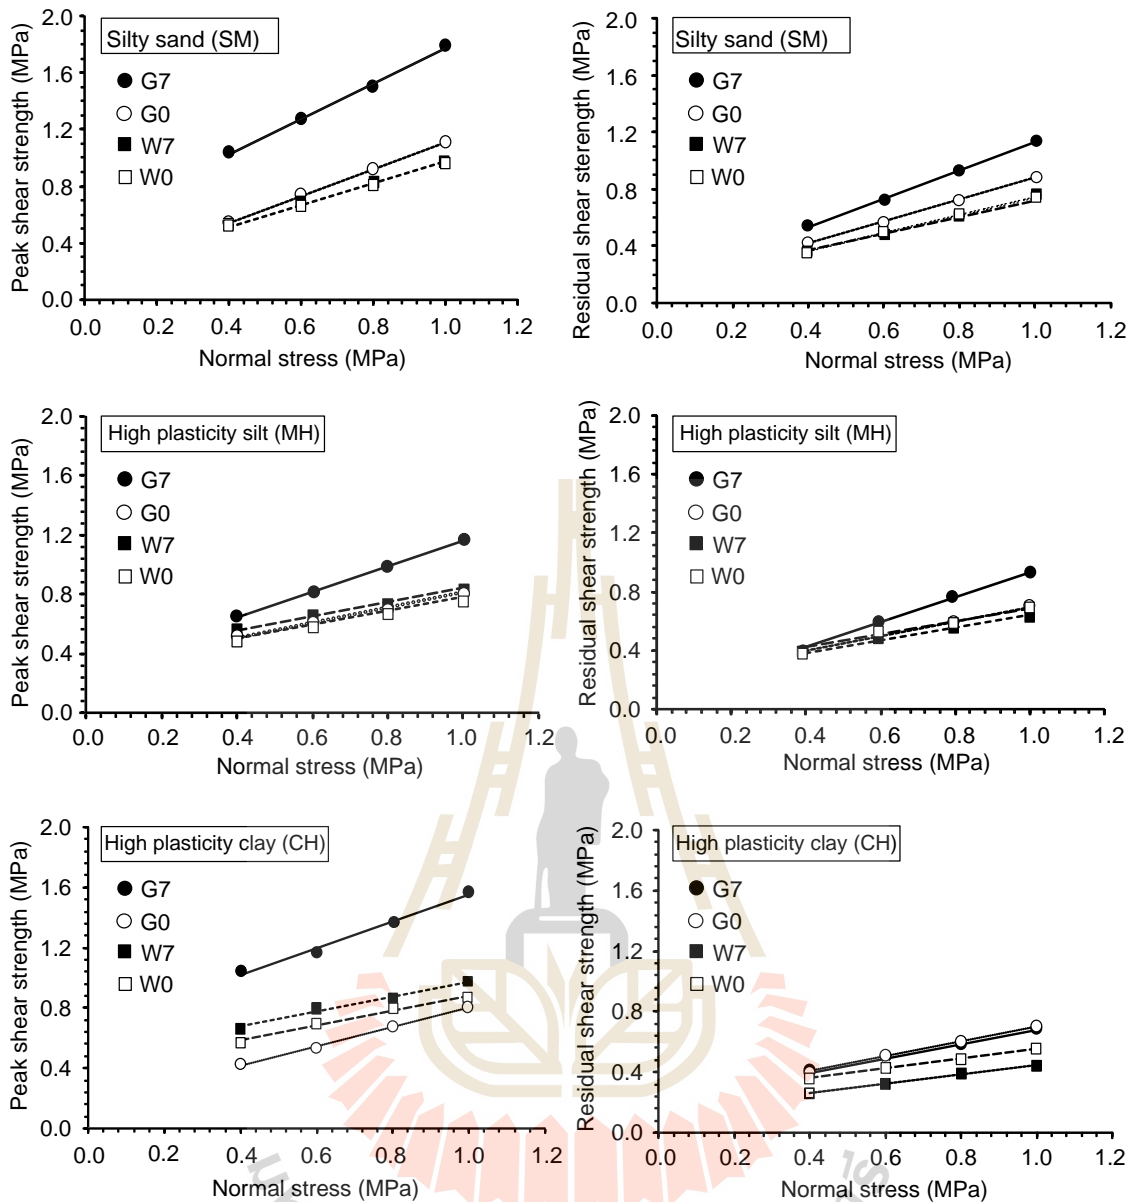 Peak shear strength (MPa)
2.0
1.6
1.2
0.8
0.4
0.0
Silty sand (SM)
G7
G0
W7
W0
0.0 0.2 0.4 0.6 0.8 1.0 1.2
Normal stress (MPa)
Residual shear sterength (MPa)
2.0
1.6
1.2
0.8
0.4
0.0
Silty sand (SM)
G7
G0
W7
W0
0.0 0.2 0.4 0.6 0.8 1.0 1.2
Normal stress (MPa)
Peak shear strength (MPa)
2.0
1.6
1.2
0.8
0.4
0.0
High plasticity silt (MH)
G7
G0
W7
W0
0.0 0.2 0.4 0.6 0.8 1.0 1.2
Normal stress (MPa)
Residual shear strength (MPa)
2.0
1.6
1.2
0.8
0.4
0.0
High plasticity silt (MH)
G7
G0
W7
W0
0.0 0.2 0.4 0.6 0.8 1.0 1.2
Normal stress (MPa)
Peak shear strength (MPa)
2.0
1.6
1.2
0.8
0.4
0.0
High plasticity clay (CH)
G7
G0
W7
W0
0.0 0.2 0.4 0.6 0.8 1.0 1.2
Normal stress (MPa)
Residual shear strength (MPa)
2.0
1.6
1.2
0.8
0.4
0.0
High plasticity clay (CH)
G7
G0
W7
W0
0.0 0.2 0.4 0.6 0.8 1.0 1.2
Normal stress (MPa)